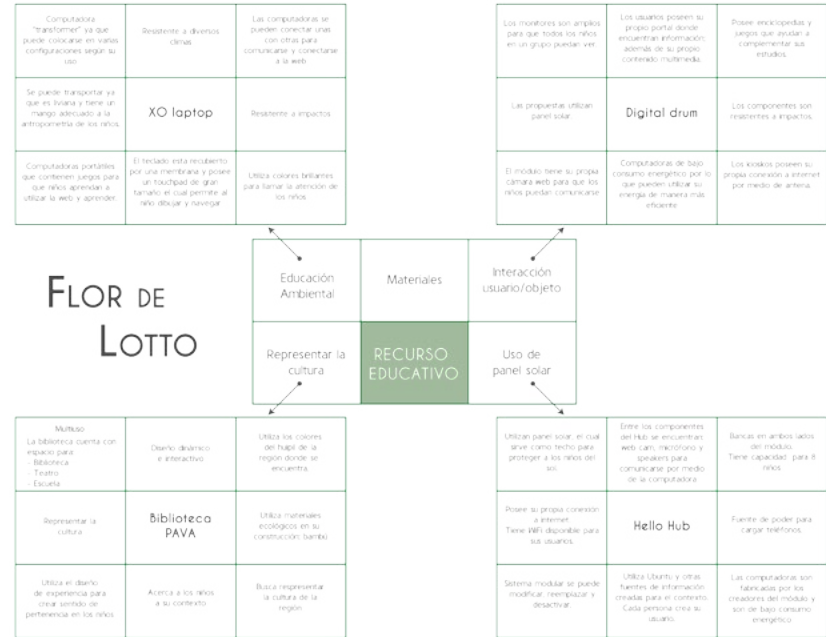 Computadora
"transformer" ya que
puede colocarse en varias
configuraciones según su
uso
Resistente a diversos
climas
Las computadoras se
pueden conectar unas
con otras para
comunicarse y conectarse
a la web
Se puede transportar ya
que es liviana y tiene un
mango adecuado a la
antropometría de los niños
XO laptop
Resistente a impactos
Computadoras portátiles
que contienen juegos para
que niños aprendan a
utilizar la web y aprender.
El teclado esta recubierto
por una membrana y posee
un touchpad de gran
tamaño el cual permite al
niño dibujar y navegar.
Utiliza colores brillantes
para llamar la atención de
los niños
Los monitores son amplios
para que todos los niños
en un grupo puedan ver.
Los usuarios poseen su
propio portal donde
encuentran información;
además de su propio
contenido multimedia.
Posee enciclopedias y
juegos que ayudan a
complementar sus
estudios.
Las propuestas utilizan
panel solar.
Digital drum
Los componentes son
resistentes a impactos.
El módulo tiene su propia
cámara web para que los
niños puedan comunicarse
Computadoras de bajo
consumo energético por lo
que pueden utilizar su
energía de manera más
eficiente
Los kioskos poseen su
propia conexión a internet
por medio de antena.
FLOR DE
LOTTO
Educación
Ambiental
Materiales
Interacción
usuario/objeto
Representar la
cultura
RECURSO
EDUCATIVO
Uso de
panel solar
Multiuso
La biblioteca cuenta con
espacio para:
- Biblioteca
- Teatro
- Escuela
Diseño dinámico
e interactivo
Utiliza los colores
del huipil de la
región donde se
encuentra.
Representar la
cultura
Biblioteca
PAVA
Utiliza materiales
ecológicos en su
construcción: bambú
Utiliza el diseño
de experiencia para
crear sentido de
pertenencia en los niños
Acerca a los niños
a su contexto
Busca respresentar
la cultura de la
región
Utilizan panel solar, el cual
sirve como techo para
proteger a los niños del
sol.
Entre los componentes
del Hub se encuentran:
web cam, micrófono y
speakers para
comunicarse por medio
de la computadora
Bancas en ambos lados
del módulo.
Tiene capacidad para 8
niños
Posee su propia conexión
a internet.
Tiene WiFi disponible para
sus usuarios.
Hello Hub
Fuente de poder para
cargar teléfonos.
Sistema modular se puede
modificar, reemplazar y
desactivar.
Utiliza Ubuntu y otras
fuentes de información
creadas para el contexto.
Cada persona crea su
usuario.
Las computadoras son
fabricadas por los
creadores del módulo y
son de bajo consumo
energético